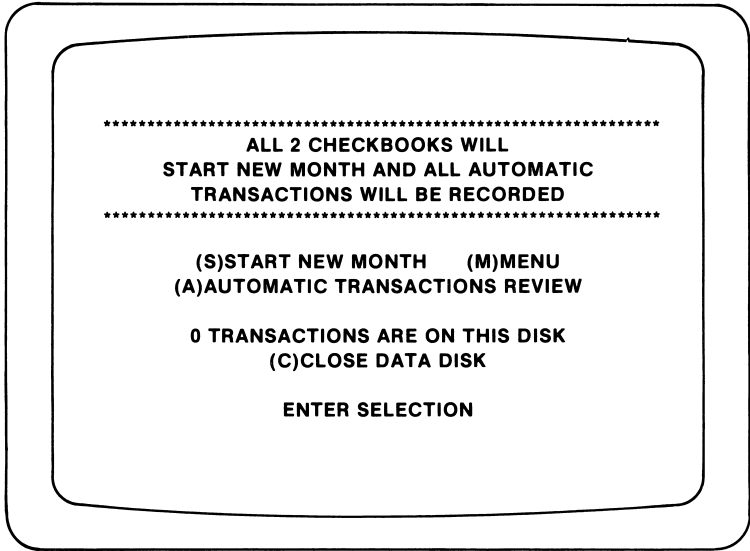 ****************************************************************
ALL 2 CHECKBOOKS WILL
START NEW MONTH AND ALL AUTOMATIC
TRANSACTIONS WILL BE RECORDED
****************************************************************
(S)START NEW MONTH (M)MENU
(A)AUTOMATIC TRANSACTIONS REVIEW
0 TRANSACTIONS ARE ON THIS DISK
(C)CLOSE DATA DISK
ENTER SELECTION